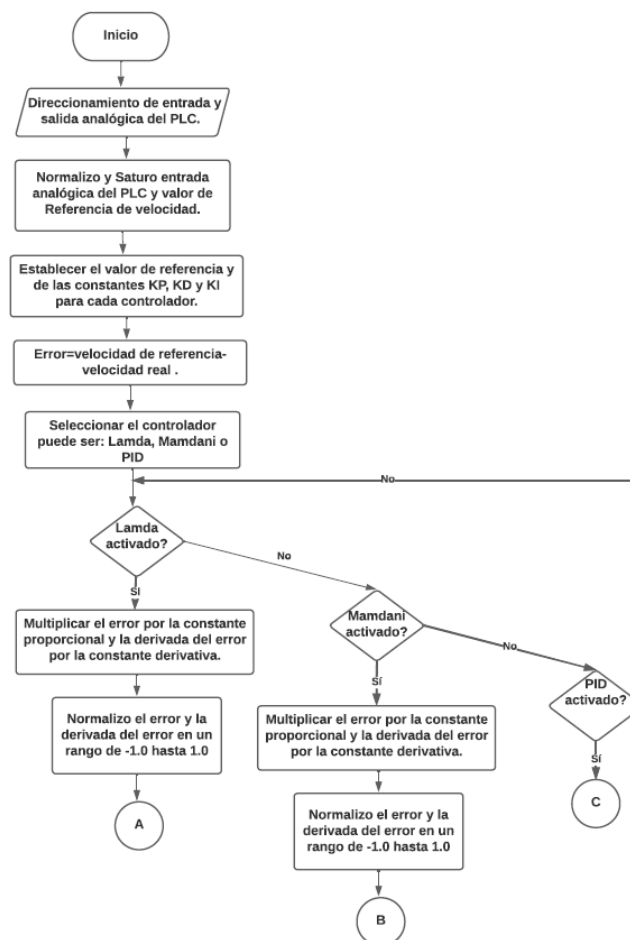 Inicio
Direccionamiento de entrada y
salida analógica del PLC.
Normalizo y Saturo entrada
analógica del PLC y valor de
Referencia de velocidad.
Establecer el valor de referencia y
de las constantes KP, KD y KI
para cada controlador.
Error=velocidad de referencia-
velocidad real .
Seleccionar el controlador
puede ser: Lamda, Mamdani o
PID
No
Lamda
activado?
No
Sí
Multiplicar el error por la constante
proporcional y la derivada del error
por la constante derivativa.
Normalizo el error y la
derivada del error en un
rango de -1.0 hasta 1.0
A
Mamdani
activado?
No
Sí
Multiplicar el error por la constante
proporcional y la derivada del error
por la constante derivativa.
Normalizo el error y la
derivada del error en un
rango de -1.0 hasta 1.0
B
PID
activado?
Sí
C